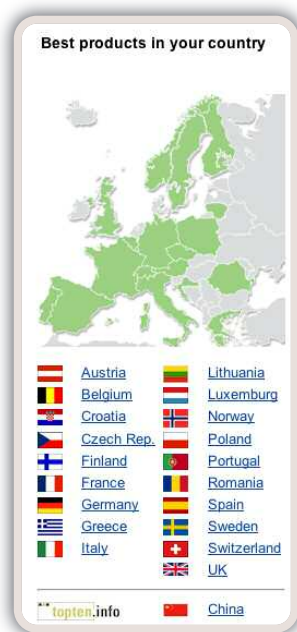 Best products in your country
Austria
Belgium
Croatia
Czech Rep.
Finland
France
Germany
Greece
Italy
Lithuania
Luxemburg
Norway
Poland
Portugal
Romania
Spain
Sweden
Switzerland
UK
topten.info
China